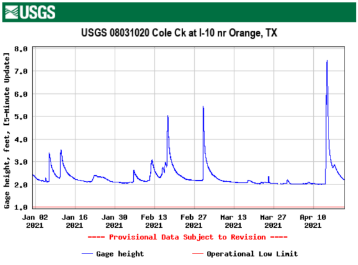 USGS
USGS 08031020 Cole Ck at I-10 nr Orange, TX
Gage height, feet, [5-minute Update]
8.0
7.0
6.0
5.0
4.0
3.0
2.0
1.0
Jan 02 2021 Jan 16 2021 Jan 30 2021 Feb 13 2021 Feb 27 2021 Mar 13 2021 Mar 27 2021 Apr 10 2021
---- Provisional Data Subject to Revision ----
Gage height Operational Low Limit